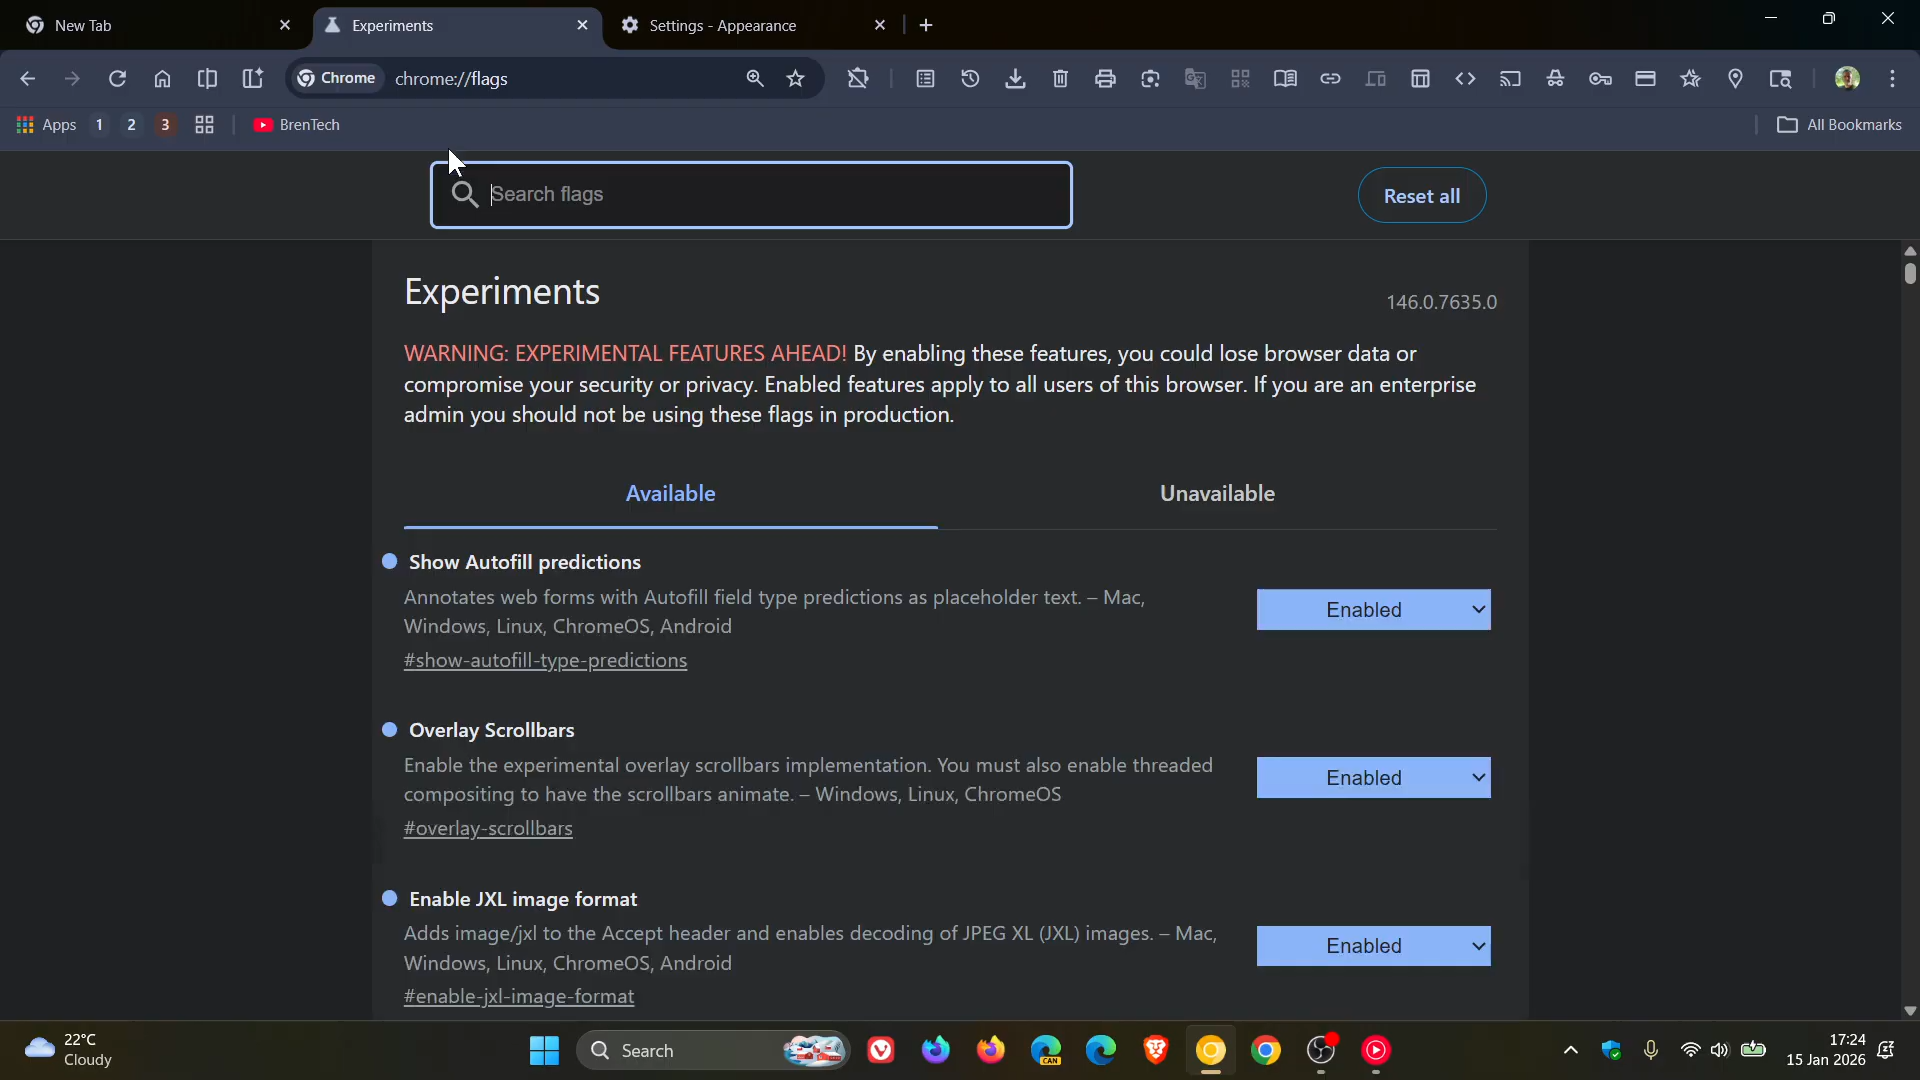 New Tab
Experiments
Settings - Appearance
Chrome
chrome://flags
Apps
1
2
3
BrenTech
All Bookmarks
Search flags
Reset all
Experiments
146.0.7635.0
WARNING: EXPERIMENTAL FEATURES AHEAD! By enabling these features, you could lose browser data or
compromise your security or privacy. Enabled features apply to all users of this browser. If you are an enterprise
admin you should not be using these flags in production.
Available
Unavailable
Show Autofill predictions
Annotates web forms with Autofill field type predictions as placeholder text. – Mac,
Windows, Linux, ChromeOS, Android
#show-autofill-type-predictions
Enabled
Overlay Scrollbars
Enable the experimental overlay scrollbars implementation. You must also enable threaded
compositing to have the scrollbars animate. – Windows, Linux, ChromeOS
#overlay-scrollbars
Enabled
Enable JXL image format
Adds image/jxl to the Accept header and enables decoding of JPEG XL (JXL) images. – Mac,
Windows, Linux, ChromeOS, Android
#enable-jxl-image-format
Enabled
22°C
Cloudy
Search
CAN
17:24
15 Jan 2026